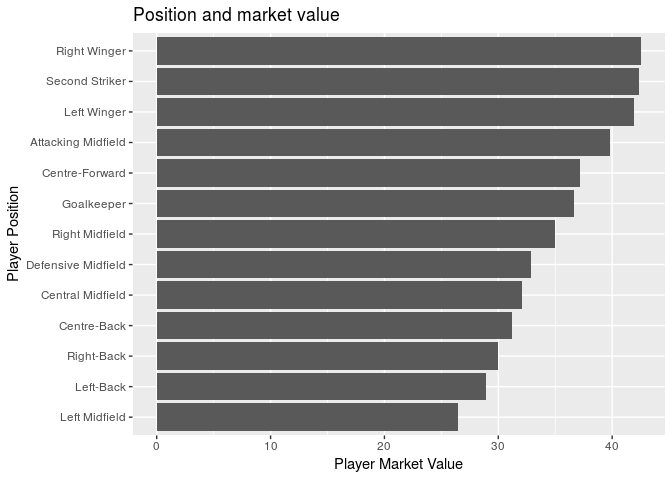 Position and market value
Player Position
Right Winger
Second Striker
Left Winger
Attacking Midfield
Centre-Forward
Goalkeeper
Right Midfield
Defensive Midfield
Central Midfield
Centre-Back
Right-Back
Left-Back
Left Midfield
0 10 20 30 40
Player Market Value